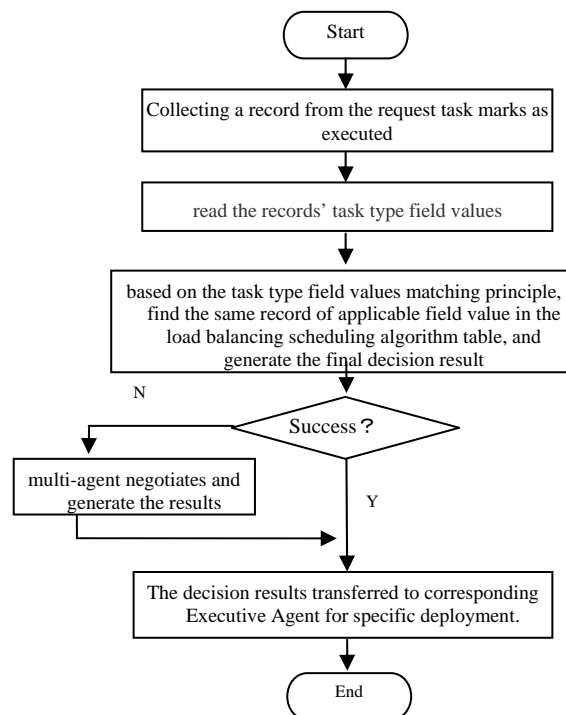 Start
Collecting a record from the request task marks as
executed
read the records’ task type field values
based on the task type field values matching principle,
find the same record of applicable field value in the
load balancing scheduling algorithm table, and
generate the final decision result
N
Success？
multi-agent negotiates and
generate the results
Y
The decision results transferred to corresponding
Executive Agent for specific deployment.
End